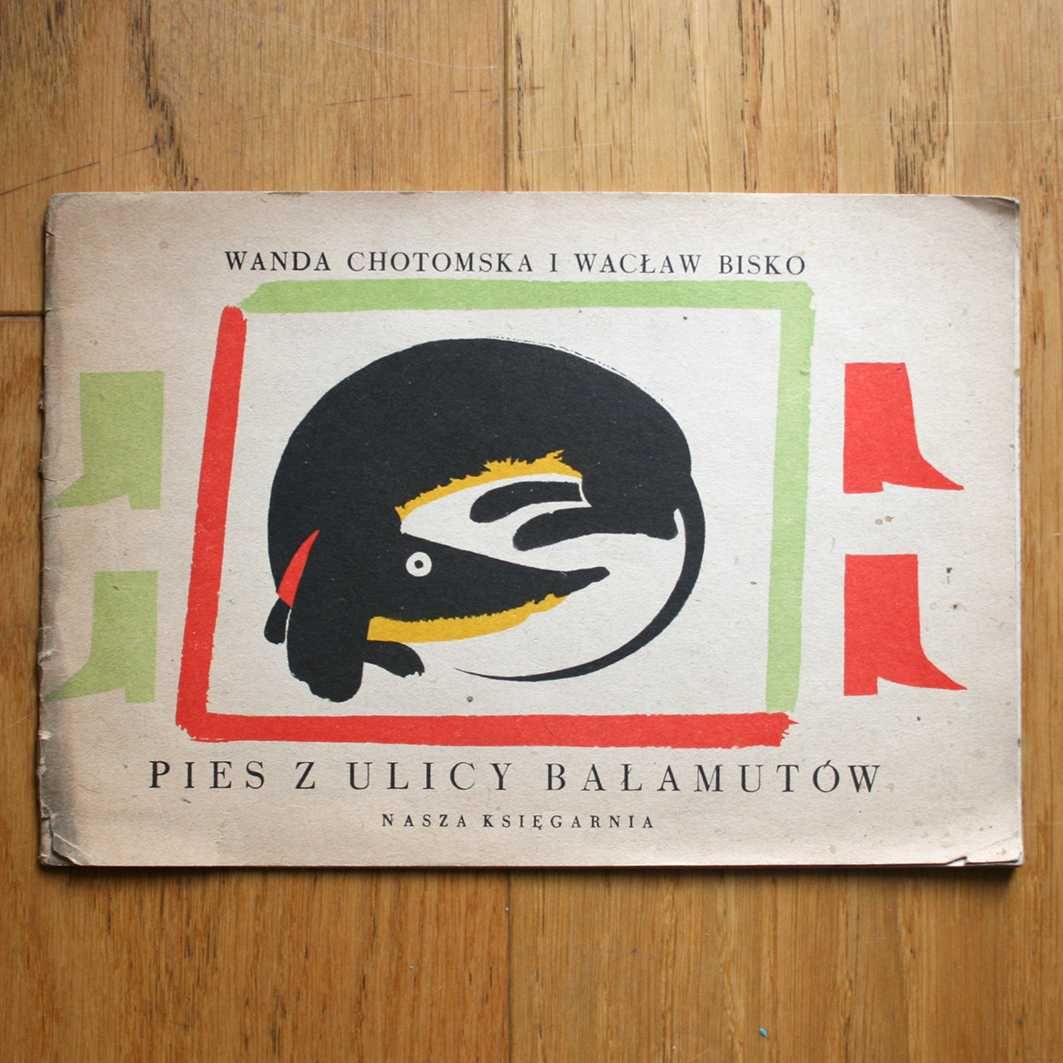 WANDA CHOTOMSKA I WACŁAW BISKO
PIES Z ULICY BAŁAMUTÓW
NASZA KSIĘGARNIA